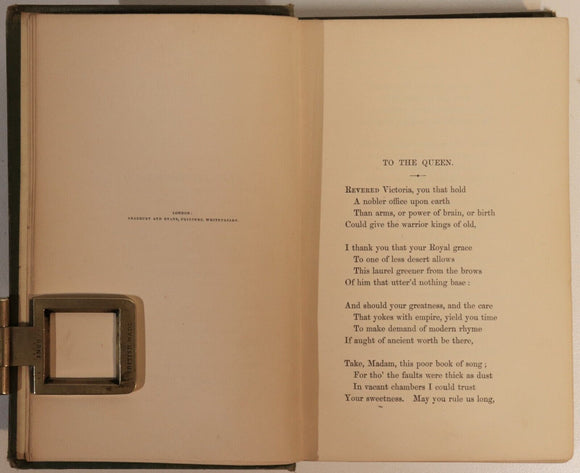 LONDON:
BRADBURY AND EVANS, PRINTERS, WHITEFRIARS.
TO THE QUEEN.
REVERED Victoria, you that hold
A nobler office upon earth
Than arms, or power of brain, or birth
Could give the warrior kings of old,
I thank you that your Royal grace
To one of less desert allows
This laurel greener from the brows
Of him that utter'd nothing base :
And should your greatness, and the care
That yokes with empire, yield you time
To make demand of modern rhyme
If aught of ancient worth be there,
Take, Madam, this poor book of song ;
For tho' the faults were thick as dust
In vacant chambers I could trust
Your sweetness. May you rule us long,
BRITISH MADE